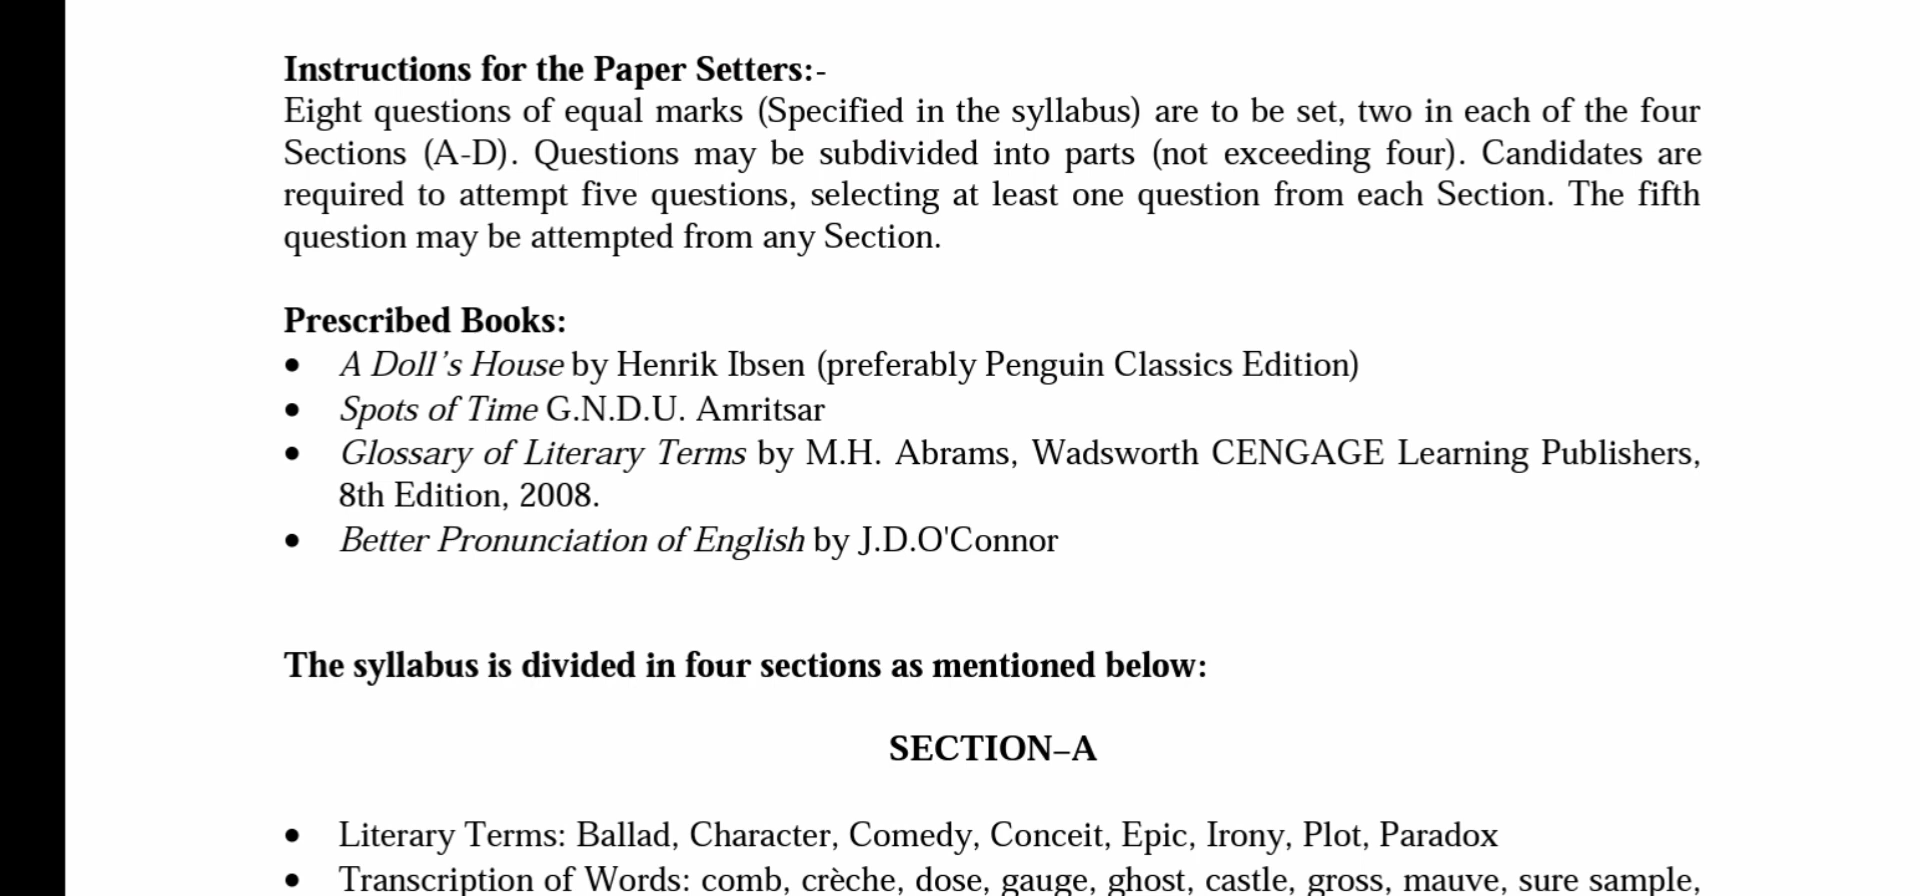 Instructions for the Paper Setters:-
Eight questions of equal marks (Specified in the syllabus) are to be set, two in each of the four
Sections (A-D). Questions may be subdivided into parts (not exceeding four). Candidates are
required to attempt five questions, selecting at least one question from each Section. The fifth
question may be attempted from any Section.
Prescribed Books:
• A Doll's House by Henrik Ibsen (preferably Penguin Classics Edition)
• Spots of Time G.N.D.U. Amritsar
• Glossary of Literary Terms by M.H. Abrams, Wadsworth CENGAGE Learning Publishers,
8th Edition, 2008.
• Better Pronunciation of English by J.D.O'Connor
The syllabus is divided in four sections as mentioned below:
SECTION–A
• Literary Terms: Ballad, Character, Comedy, Conceit, Epic, Irony, Plot, Paradox
• Transcription of Words: comb, crèche, dose, gauge, ghost, castle, gross, mauve, sure sample,